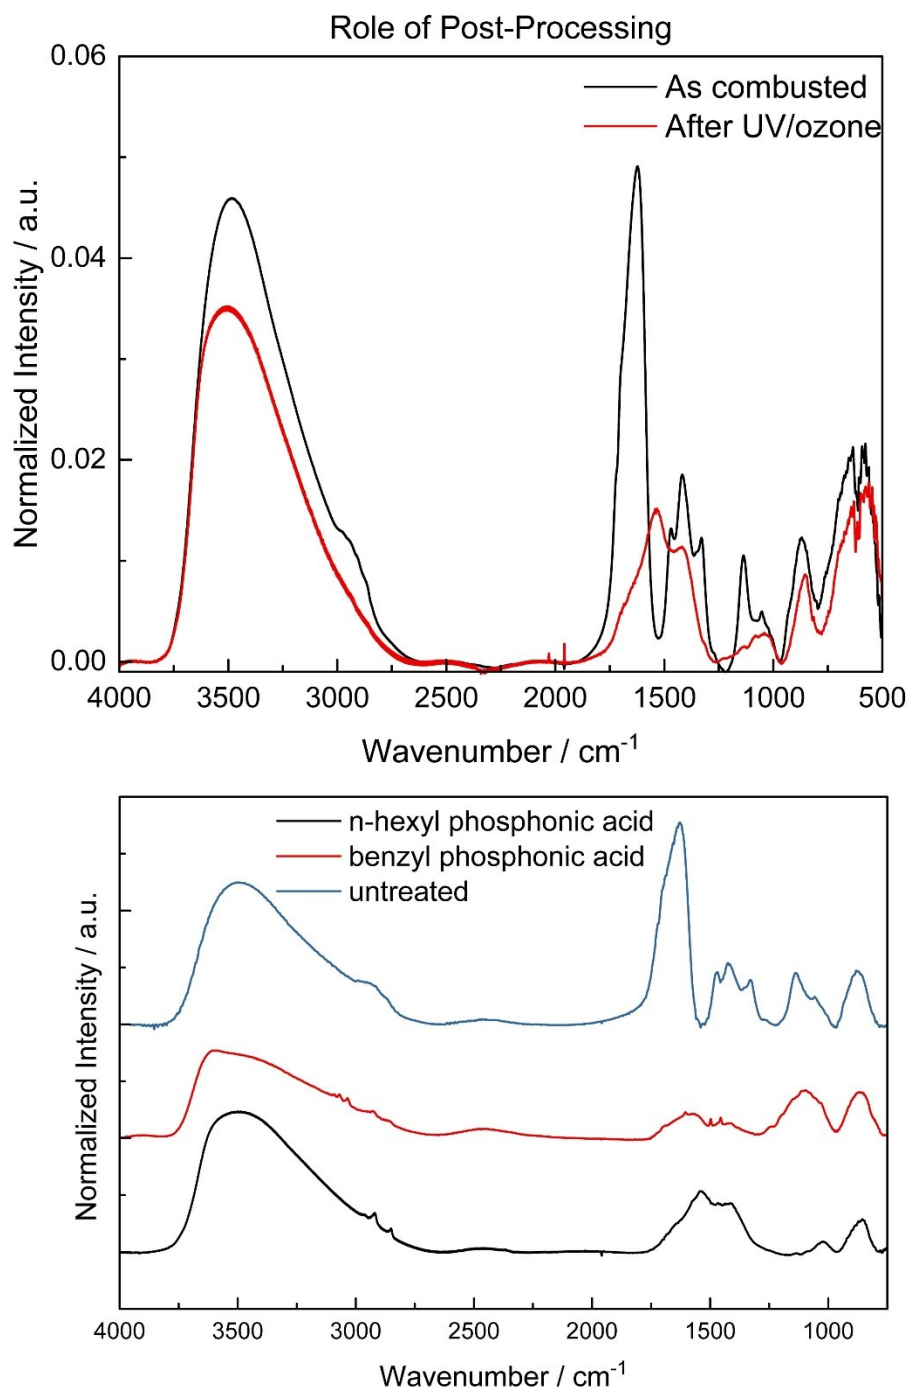 Role of Post-Processing
0.06
As combusted
After UV/ozone
0.04
0.02
0.00
Normalized Intensity / a.u.
4000 3500 3000 2500 2000 1500 1000 500
Wavenumber / cm⁻¹
n-hexyl phosphonic acid
benzyl phosphonic acid
untreated
Normalized Intensity / a.u.
4000 3500 3000 2500 2000 1500 1000
Wavenumber / cm⁻¹